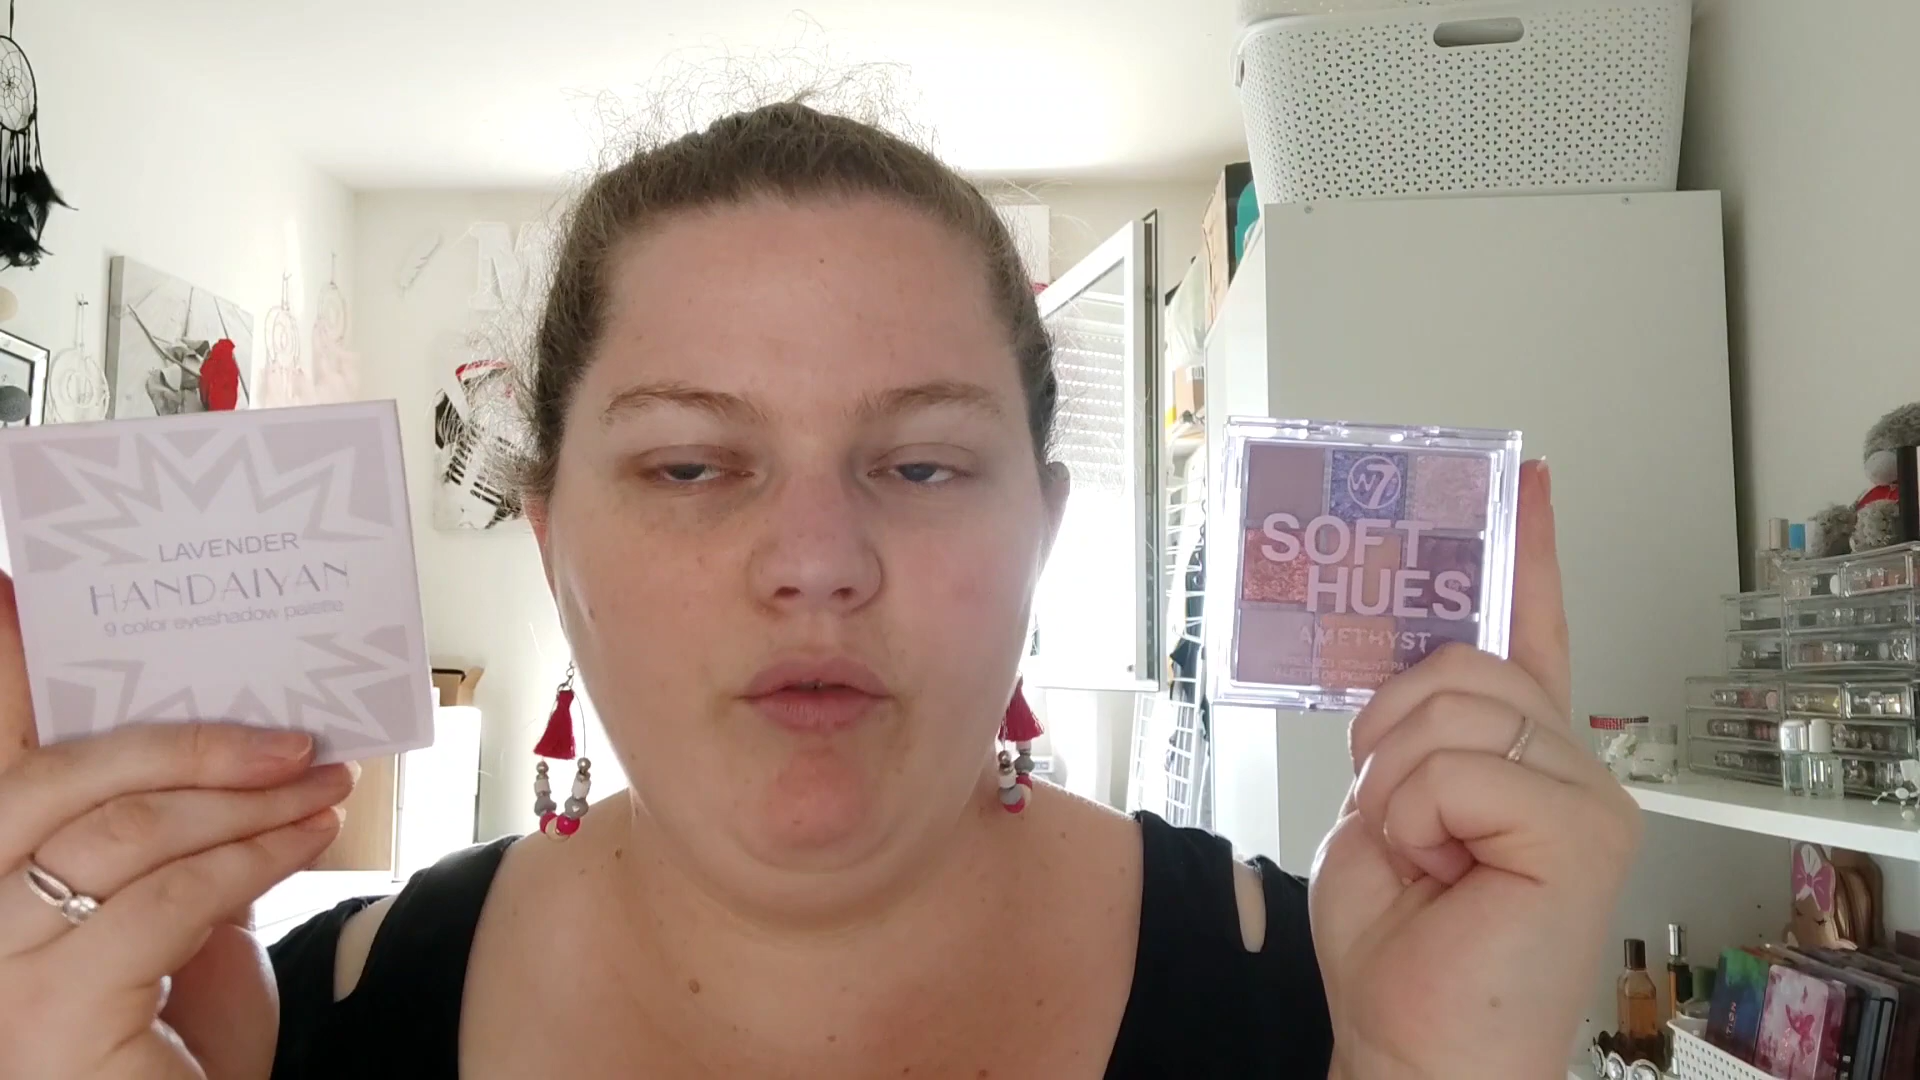 LAVENDER
HANDAIYAN
9 color eyeshadow palette
W7
SOFT
HUES
AMETHYST